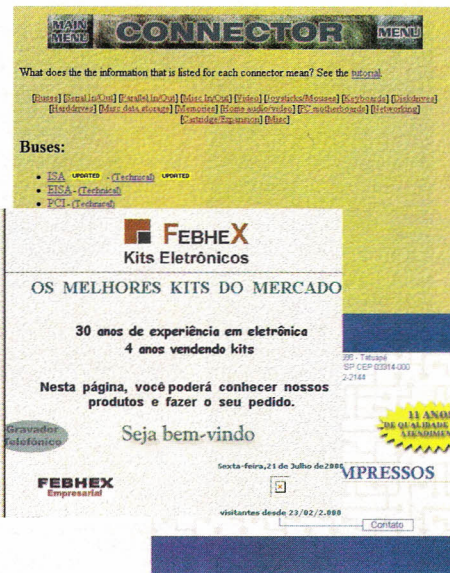 MAIN MENU
CONNECTOR
MENU
What does the the information that is listed for each connector mean? See the tutorial.
[Buses] [Serial In/Out] [Parallel In/Out] [Misc In/Out] [Video] [Joysticks/Mouses] [Keyboards] [Diskdrives]
[Harddrives] [Misc data storage] [Memories] [Home audio/video] [PC motherboards] [Networking]
[Cartridge/Expansion] [Misc]
Buses:
• ISA UPDATED - (Technical) UPDATED
• EISA - (Technical)
• PCI - (Technical)
FEBHEX
Kits Eletrônicos
OS MELHORES KITS DO MERCADO
30 anos de experiência em eletrônica
4 anos vendendo kits
Nesta página, você poderá conhecer nossos
produtos e fazer o seu pedido.
Gravador
Telefônico
Seja bem-vindo
FEBHEX
Empresarial
Sexta-feira, 21 de Julho de 2006
visitantes desde 23/02/2.000
- Tatuapé
SP CEP 03314-000
2-2144
11 ANOS
DE QUALIDADE
ATENDIMEN
MPRESSOS
Contato